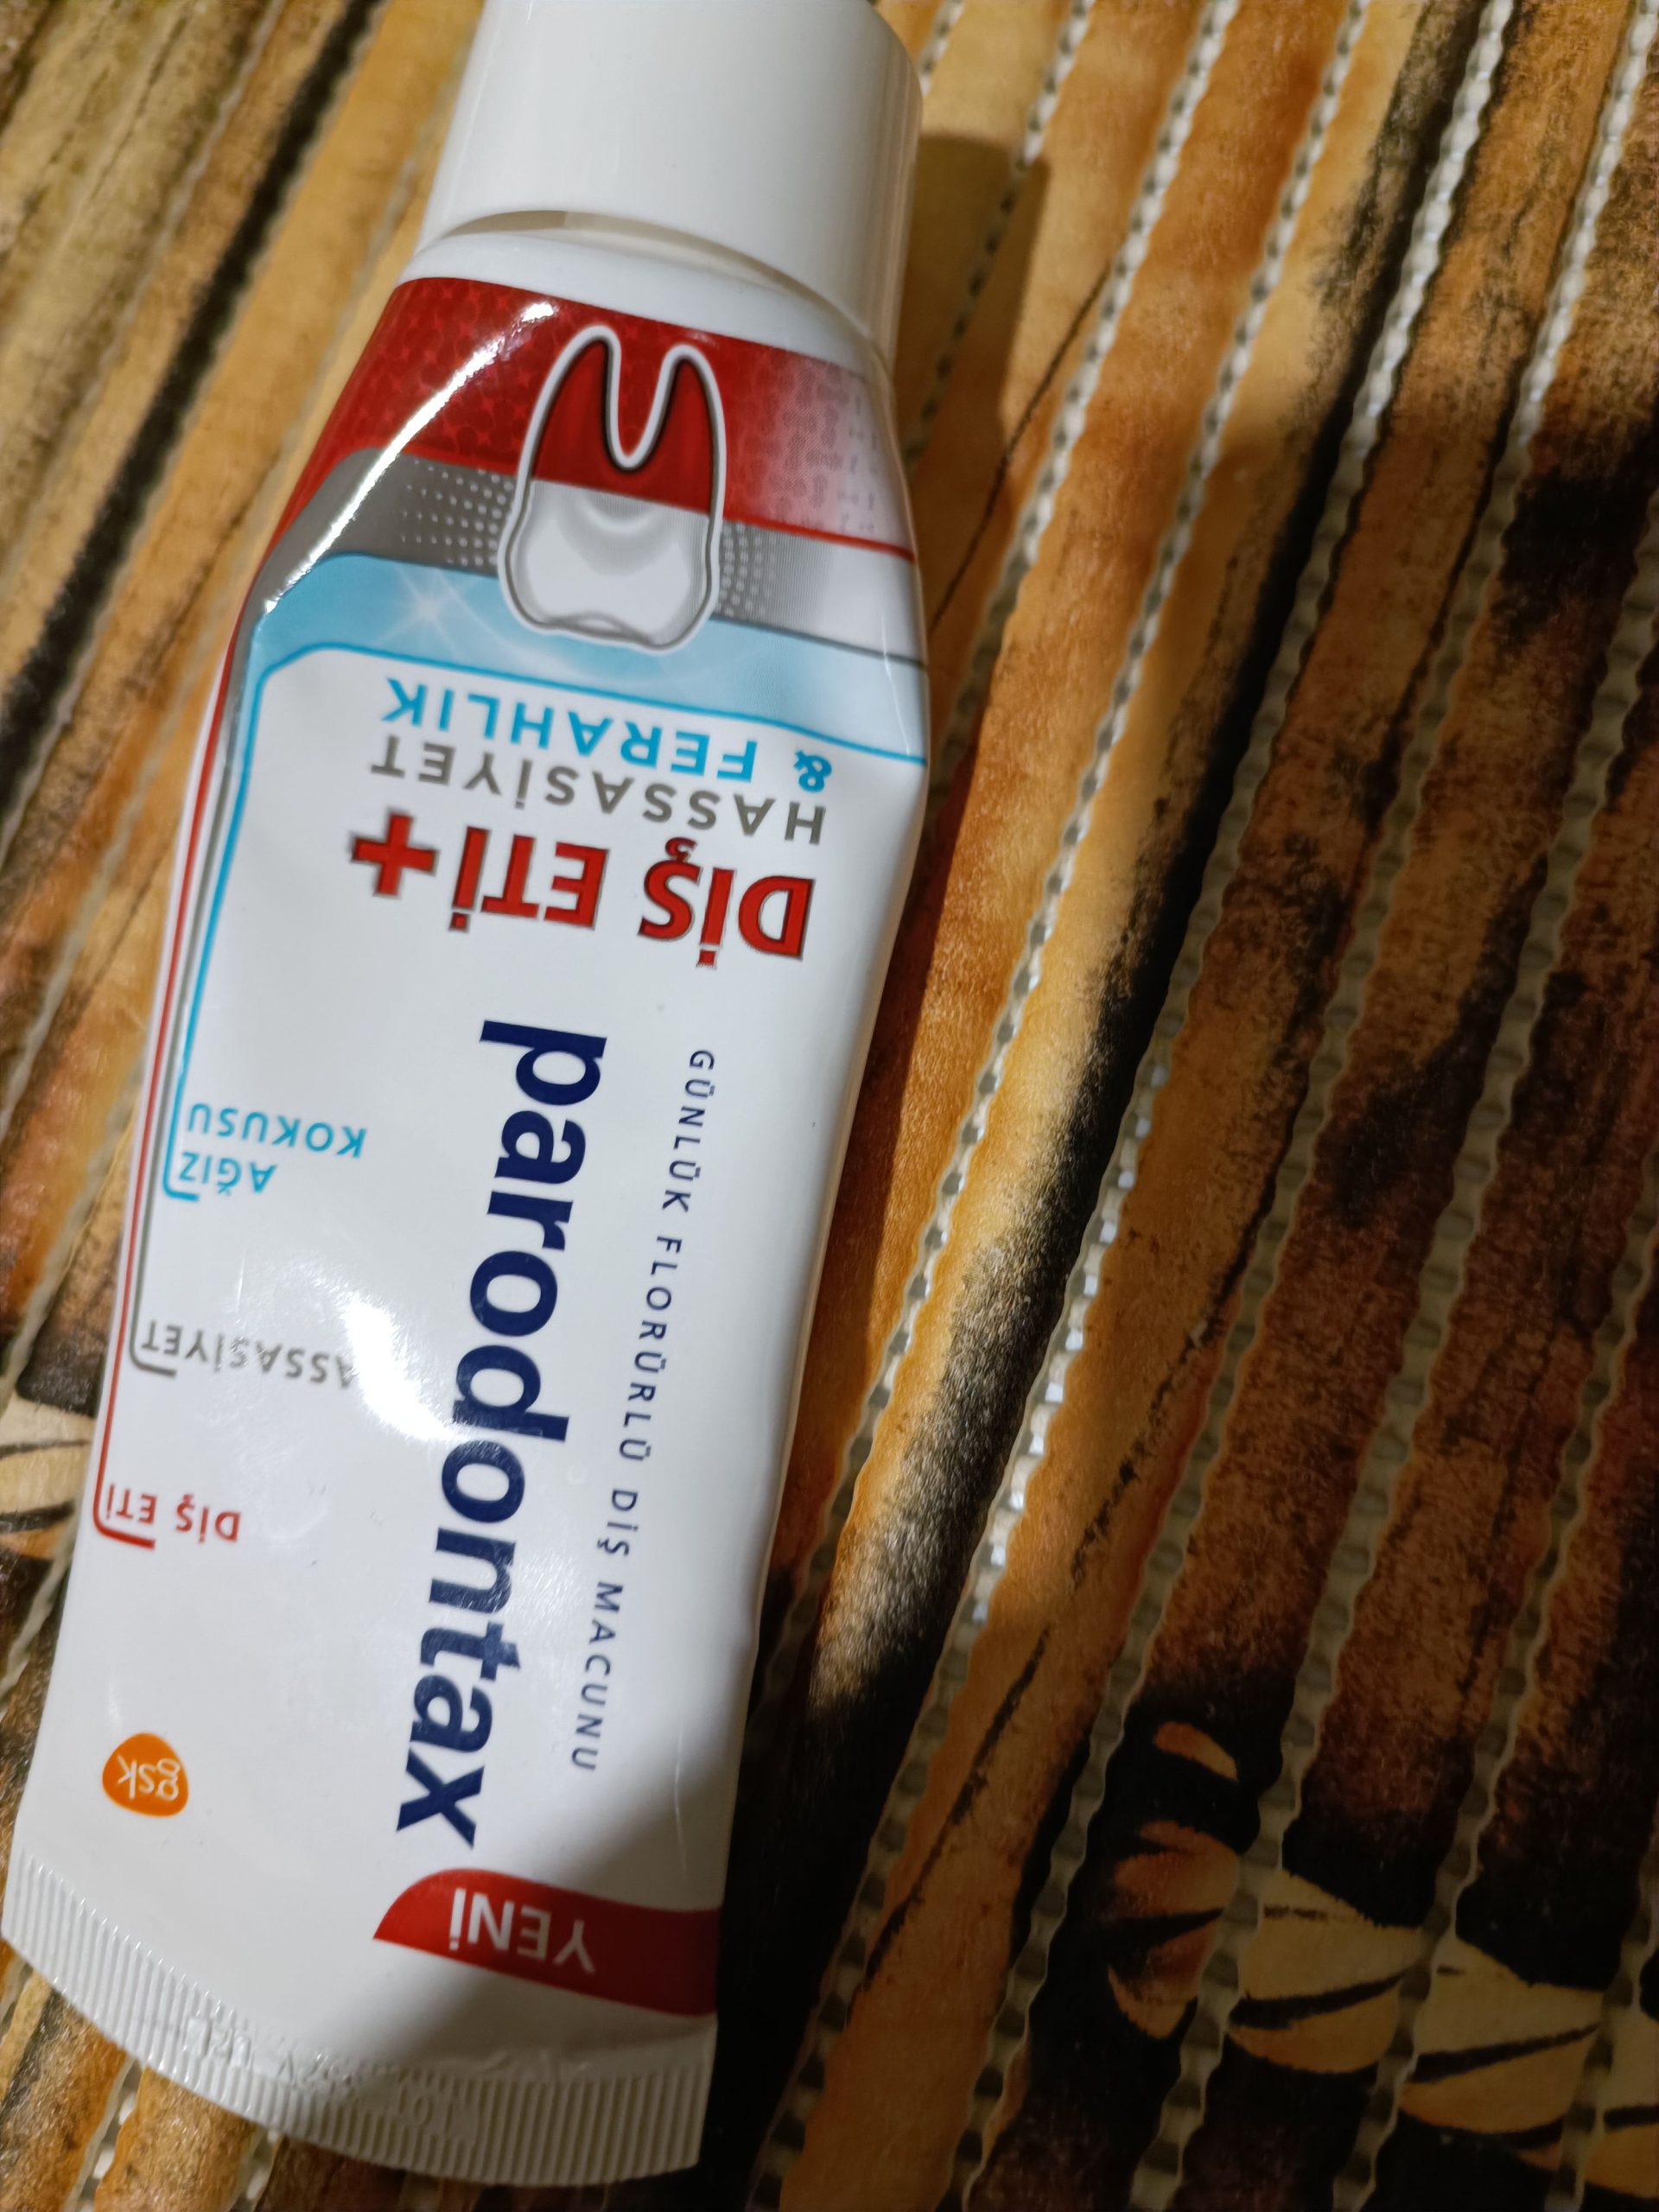 YENİ
parodontax
GÜNLÜK FLORÜRLÜ DİŞ MACUNU
DİŞ ETİ+
HASSASİYET
& FERAHLIK
DİŞ ETİ
ASSASİYET
AĞIZ
KOKUSU
gsk